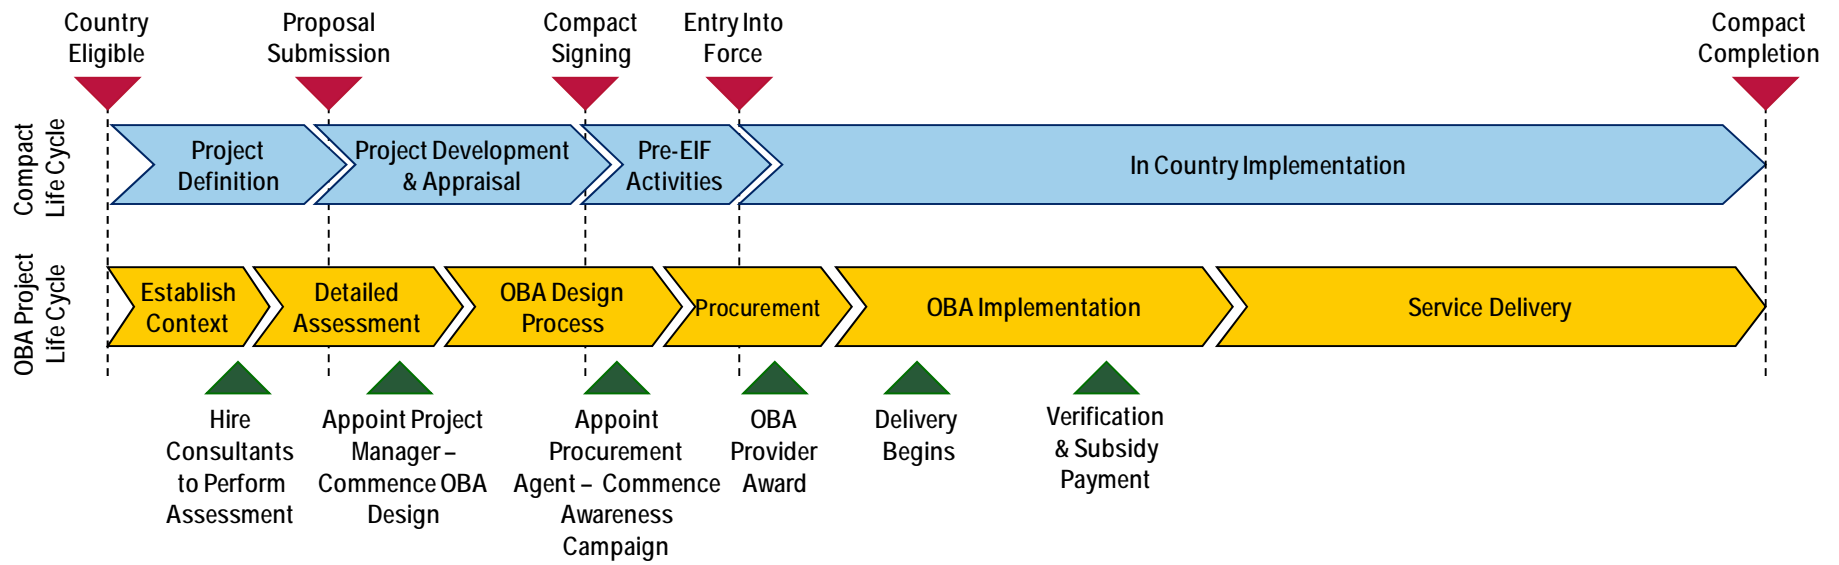 Country
Eligible
Proposal
Submission
Compact
Signing
Entry Into
Force
Compact
Completion
Compact
Life Cycle
Project
Definition
Project Development
& Appraisal
Pre-EIF
Activities
In Country Implementation
OBA Project
Life Cycle
Establish
Context
Detailed
Assessment
OBA Design
Process
Procurement
OBA Implementation
Service Delivery
Hire
Consultants
to Perform
Assessment
Appoint Project
Manager –
Commence OBA
Design
Appoint
Procurement
Agent – Commence
Awareness
Campaign
OBA
Provider
Award
Delivery
Begins
Verification
& Subsidy
Payment